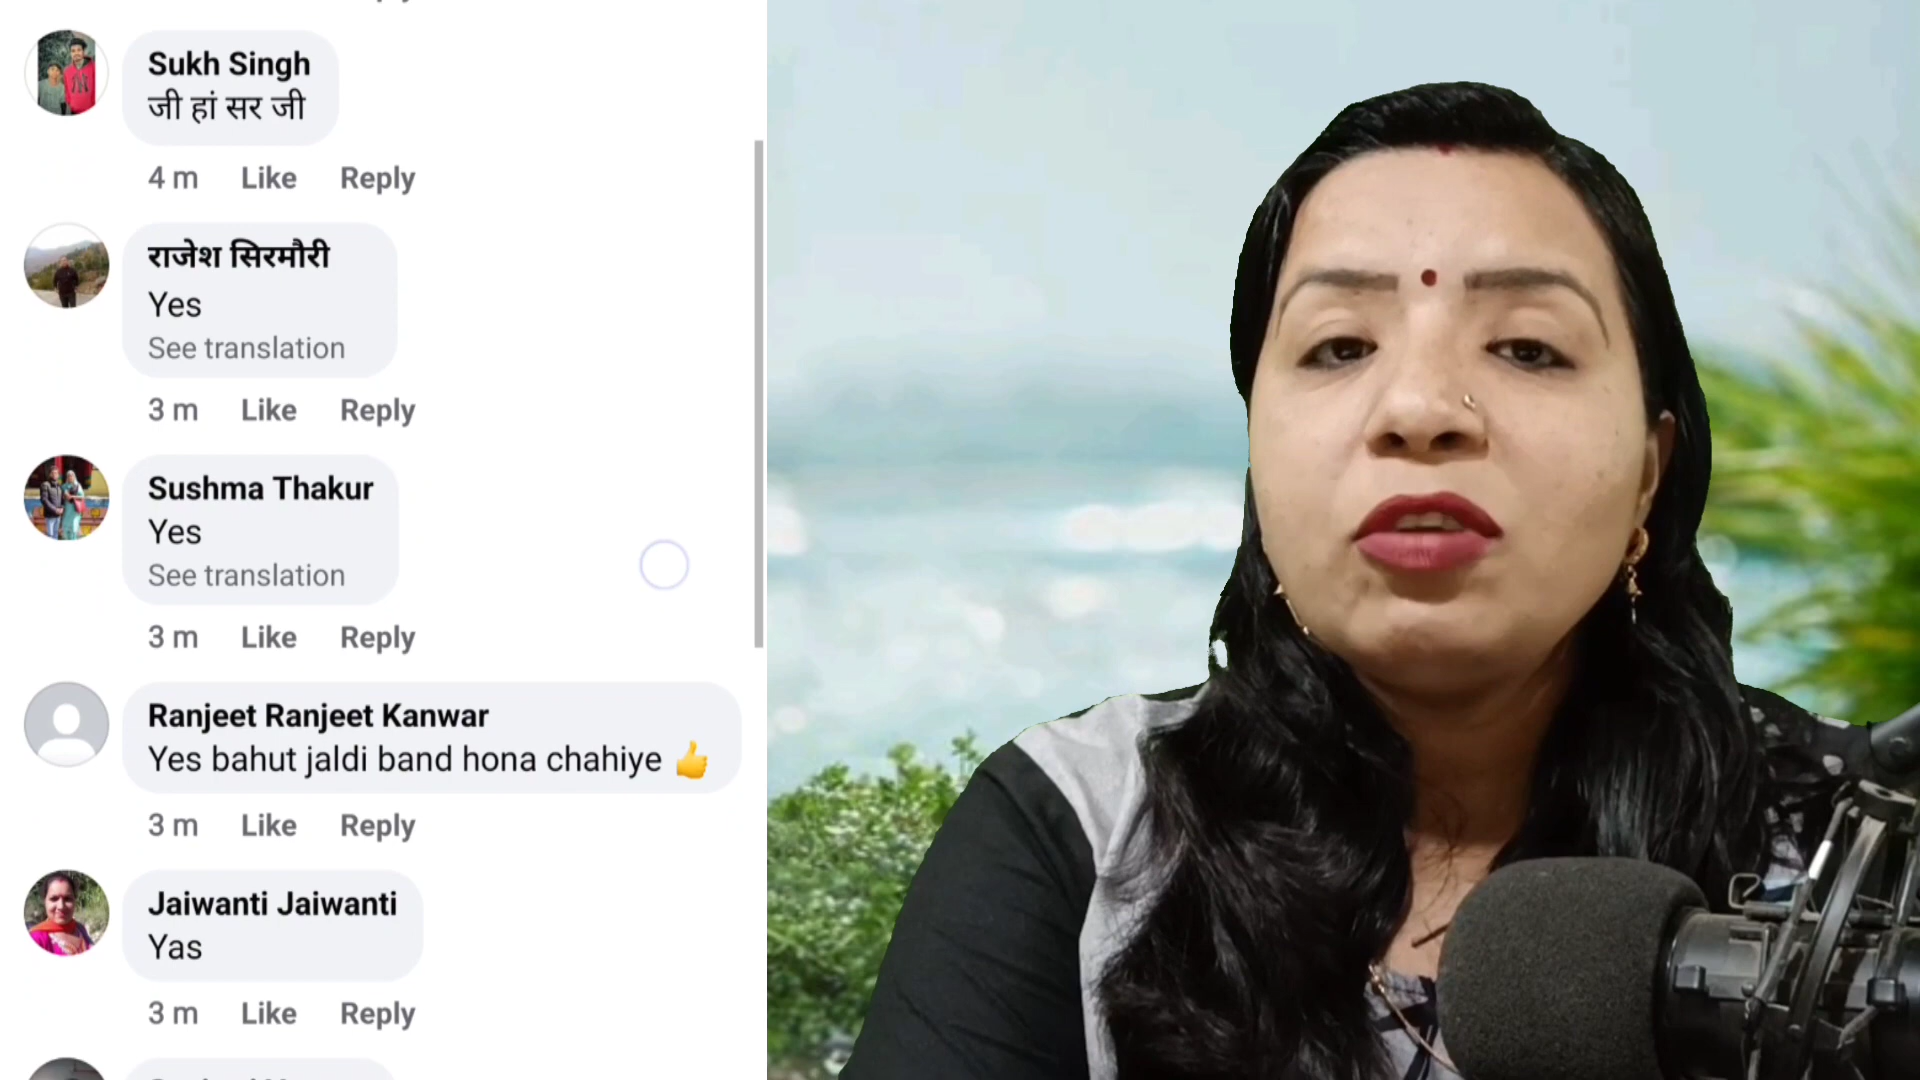 Sukh Singh
जी हां सर जी
4 m Like Reply
राजेश सिरमौरी
Yes
See translation
3 m Like Reply
Sushma Thakur
Yes
See translation
3 m Like Reply
Ranjeet Ranjeet Kanwar
Yes bahut jaldi band hona chahiye 👍
3 m Like Reply
Jaiwanti Jaiwanti
Yas
3 m Like Reply